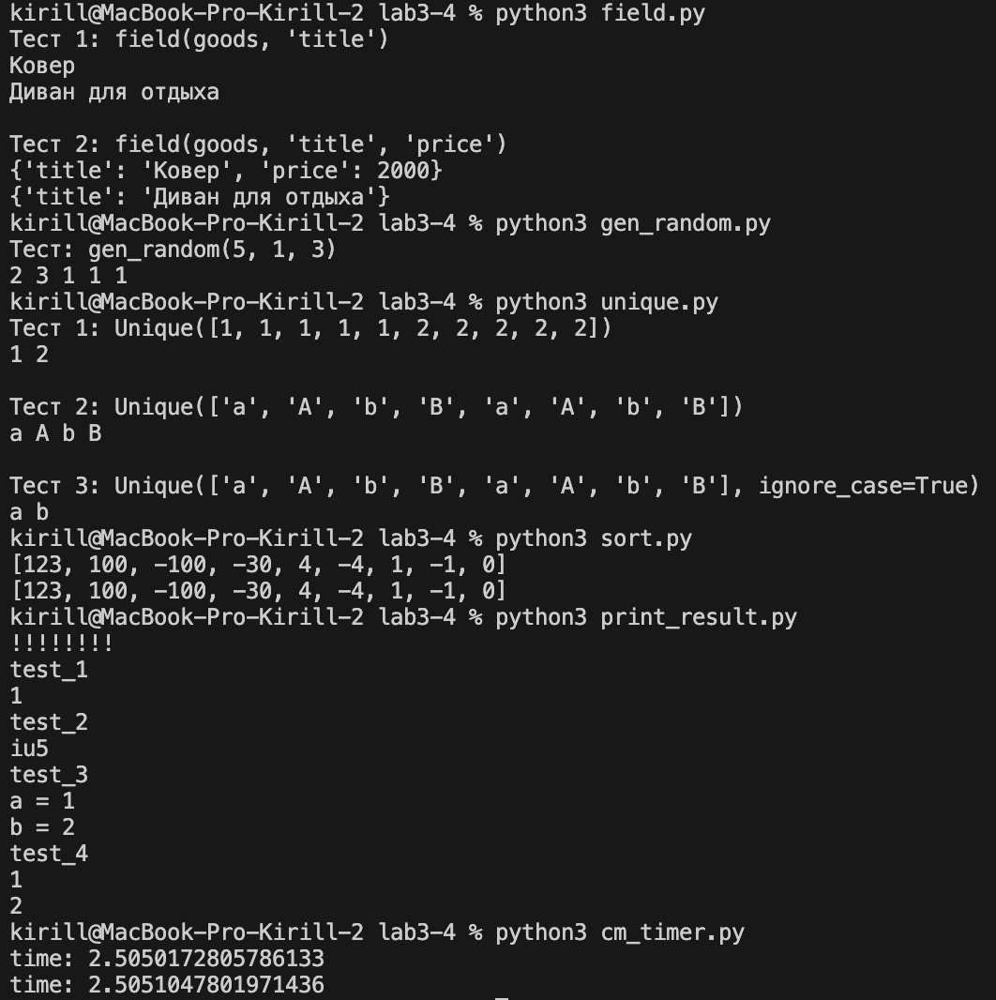 kirill@MacBook-Pro-Kirill-2 lab3-4 % python3 field.py
Тест 1: field(goods, 'title')
Ковер
Диван для отдыха
Тест 2: field(goods, 'title', 'price')
{'title': 'Ковер', 'price': 2000}
{'title': 'Диван для отдыха'}
kirill@MacBook-Pro-Kirill-2 lab3-4 % python3 gen_random.py
Тест: gen_random(5, 1, 3)
2 3 1 1 1
kirill@MacBook-Pro-Kirill-2 lab3-4 % python3 unique.py
Тест 1: Unique([1, 1, 1, 1, 1, 2, 2, 2, 2, 2])
1 2
Тест 2: Unique(['a', 'A', 'b', 'B', 'a', 'A', 'b', 'B'])
a A b B
Тест 3: Unique(['a', 'A', 'b', 'B', 'a', 'A', 'b', 'B'], ignore_case=True)
a b
kirill@MacBook-Pro-Kirill-2 lab3-4 % python3 sort.py
[123, 100, -100, -30, 4, -4, 1, -1, 0]
[123, 100, -100, -30, 4, -4, 1, -1, 0]
kirill@MacBook-Pro-Kirill-2 lab3-4 % python3 print_result.py
!!!!!!!!
test_1
1
test_2
iu5
test_3
a = 1
b = 2
test_4
1
2
kirill@MacBook-Pro-Kirill-2 lab3-4 % python3 cm_timer.py
time: 2.5050172805786133
time: 2.5051047801971436